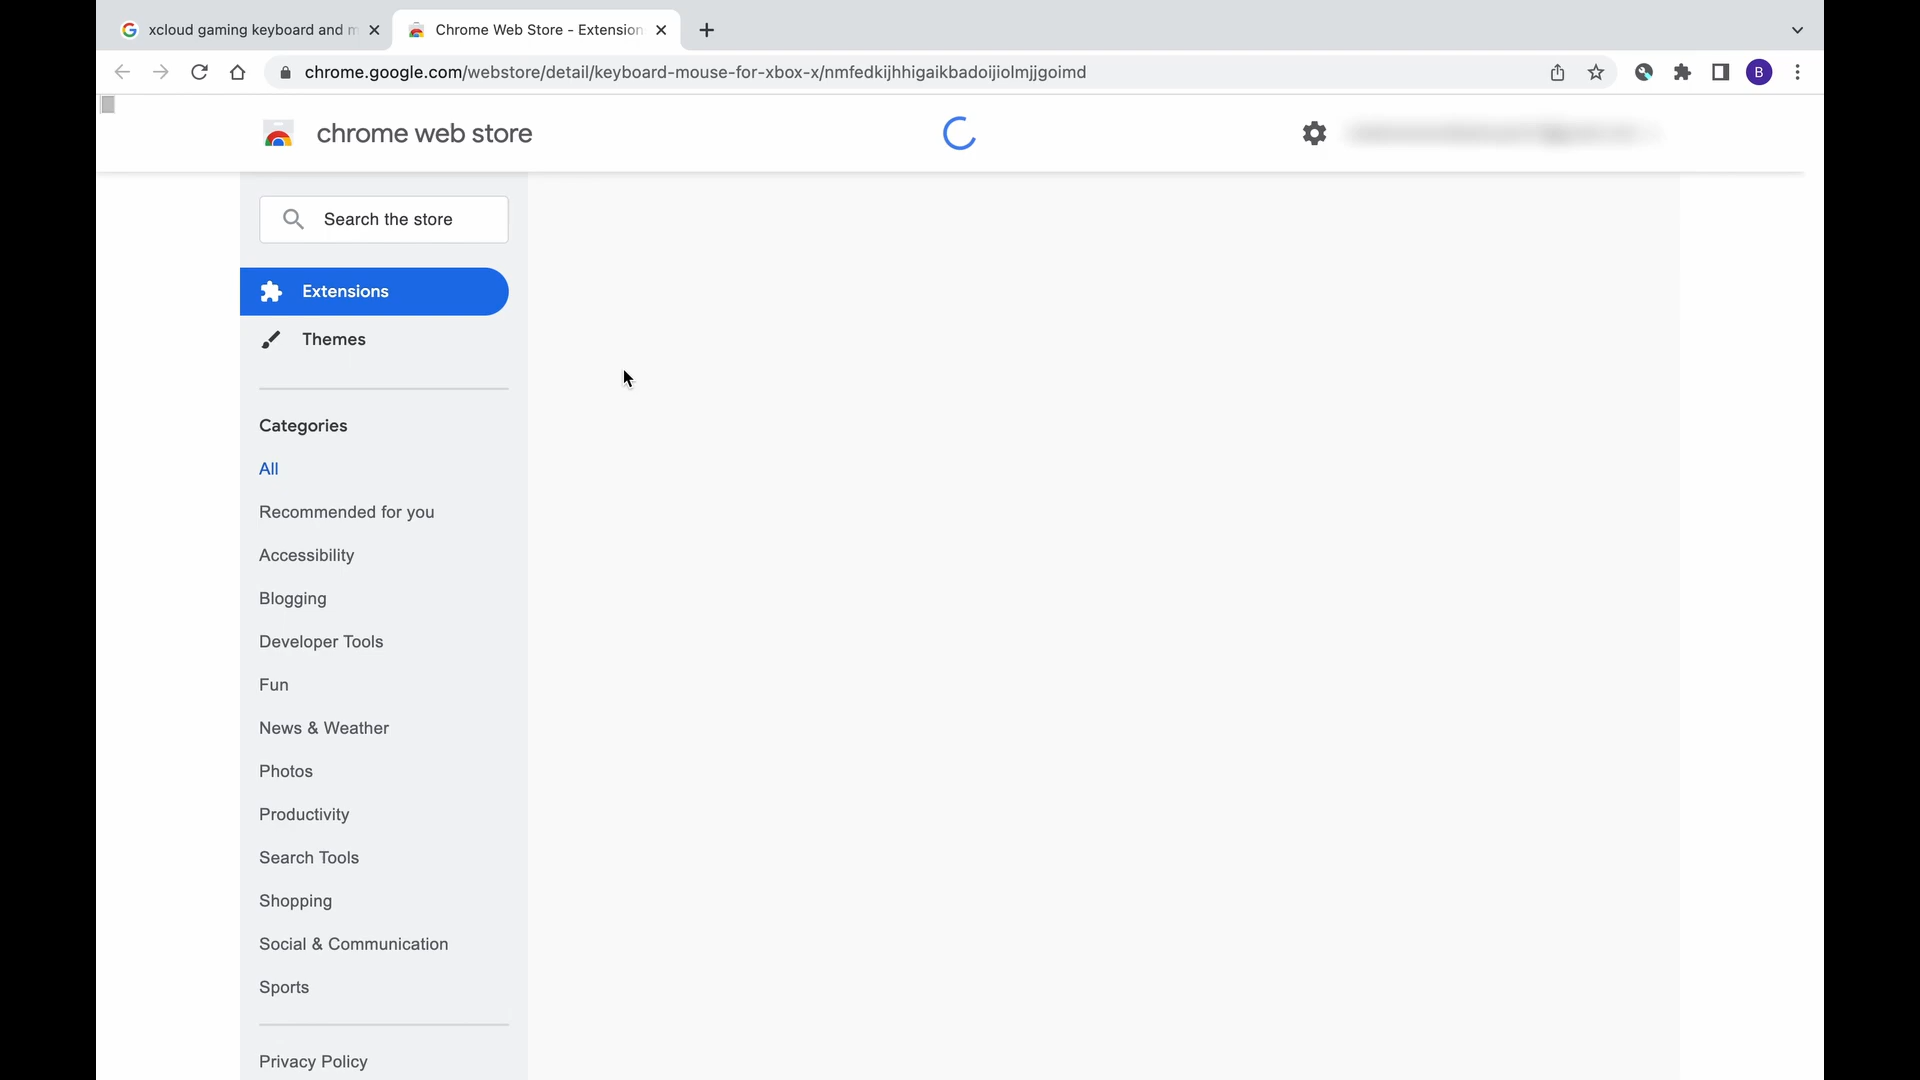 xcloud gaming keyboard and m
Chrome Web Store - Extension
chrome.google.com/webstore/detail/keyboard-mouse-for-xbox-x/nmfedkijhhigaikbadoijiolmjjgoimd
B
chrome web store
Search the store
Extensions
Themes
Categories
All
Recommended for you
Accessibility
Blogging
Developer Tools
Fun
News & Weather
Photos
Productivity
Search Tools
Shopping
Social & Communication
Sports
Privacy Policy